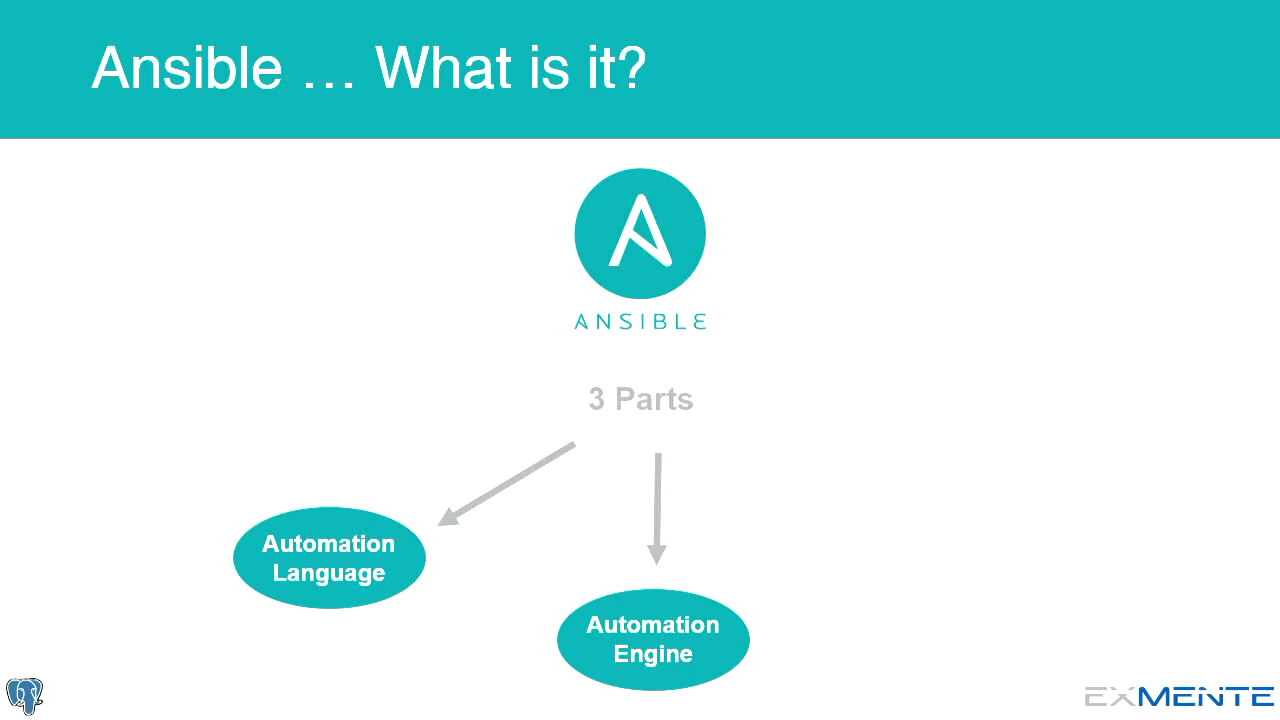 Ansible … What is it?
ANSIBLE
3 Parts
Automation
Language
Automation
Engine
EXMENTE